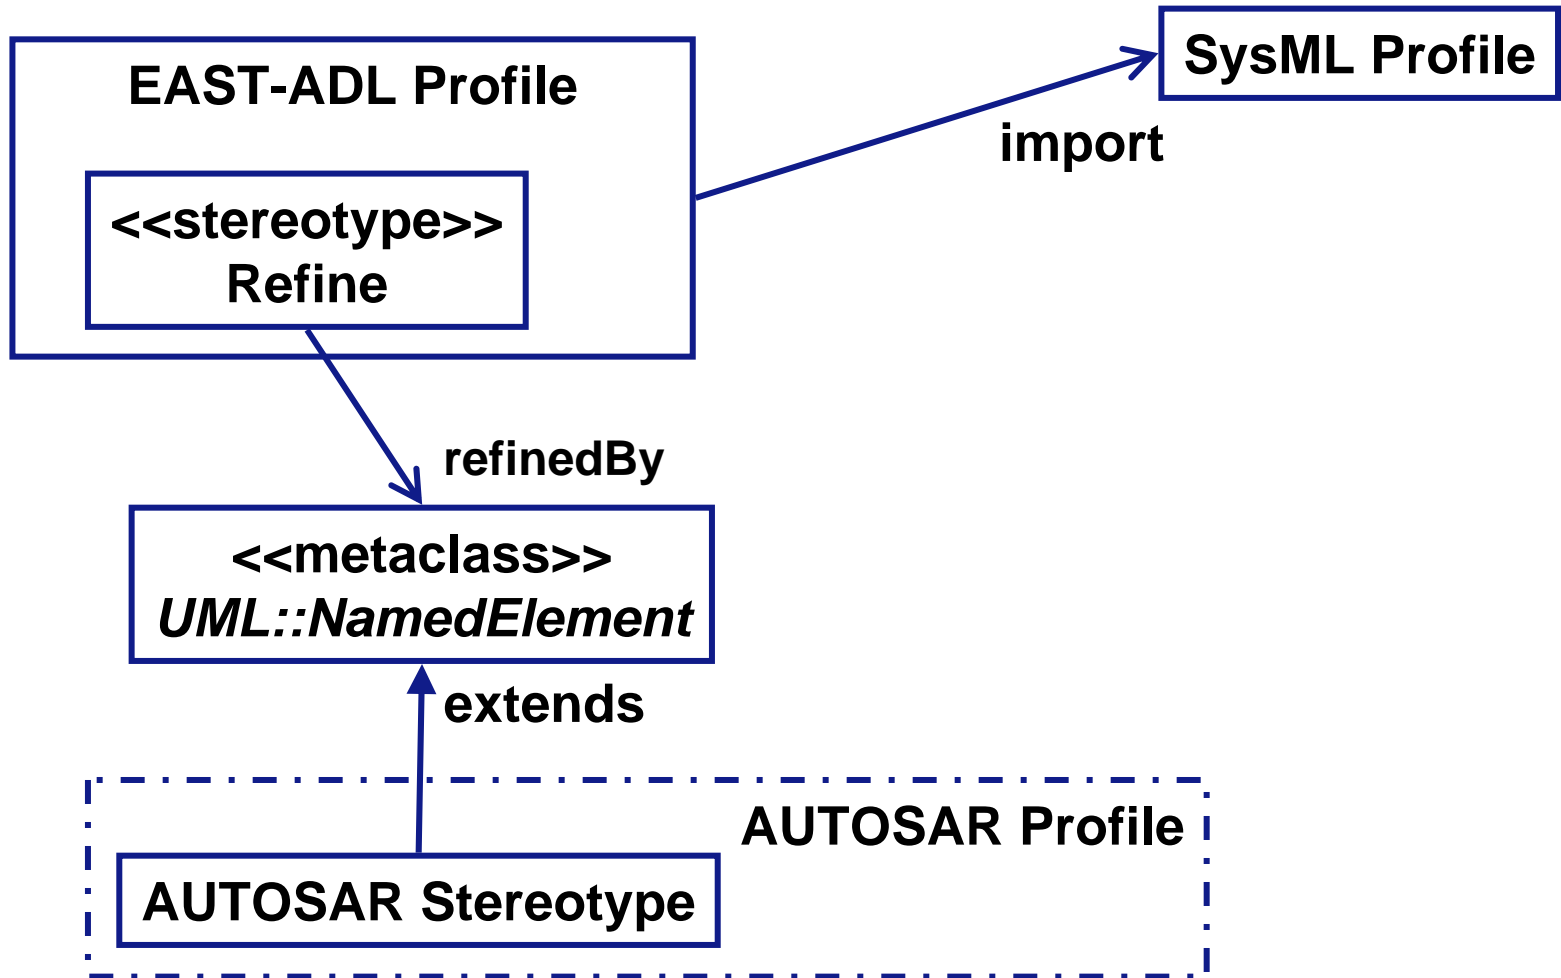 SysML Profile
EAST-ADL Profile
import
<<stereotype>>
Refine
refinedBy
<<metaclass>>
UML::NamedElement
extends
AUTOSAR Profile
AUTOSAR Stereotype